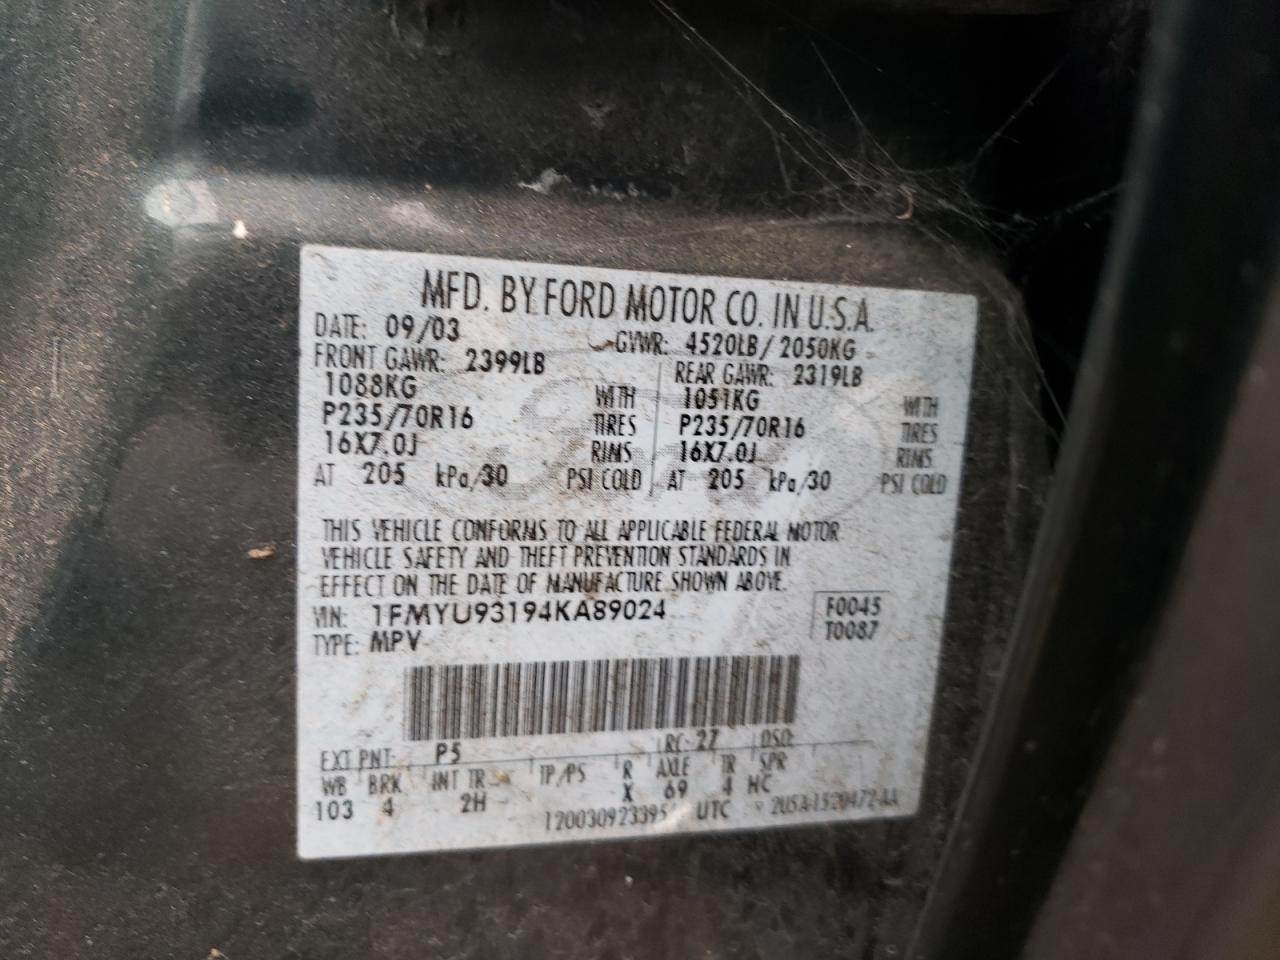 MFD. BY FORD MOTOR CO. IN U.S.A.
DATE: 09/03 GVWR: 4520LB/ 2050KG
FRONT GAWR: 2399LB REAR GAWR: 2319LB
1088KG WITH 1051KG WITH
P235/70R16 TIRES P235/70R16 TIRES
16X7.0J RIMS 16X7.0J RIMS
AT 205 kPa/30 PSI COLD AT 205 kPa/30 PSI COLD
THIS VEHICLE CONFORMS TO ALL APPLICABLE FEDERAL MOTOR
VEHICLE SAFETY AND THEFT PREVENTION STANDARDS IN
EFFECT ON THE DATE OF MANUFACTURE SHOWN ABOVE.
VIN: 1FMYU93194KA89024 F0045
TYPE: MPV T0087
EXT PNT: P5 RC: 27 DSO:
WB BRK INT TR TP/PS R AXLE TR SPR
103 4 2H X 69 4 HC
120030923395 UTC 2U5A-1520472-AA